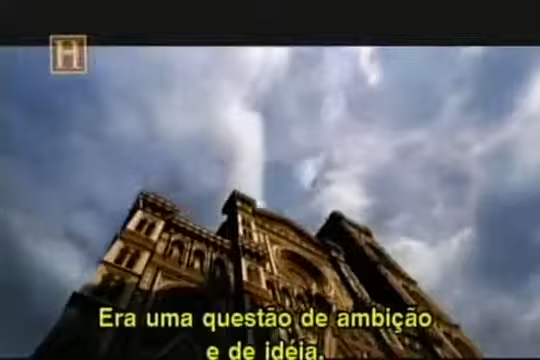 H
Era uma questão de ambição
e de idéia.